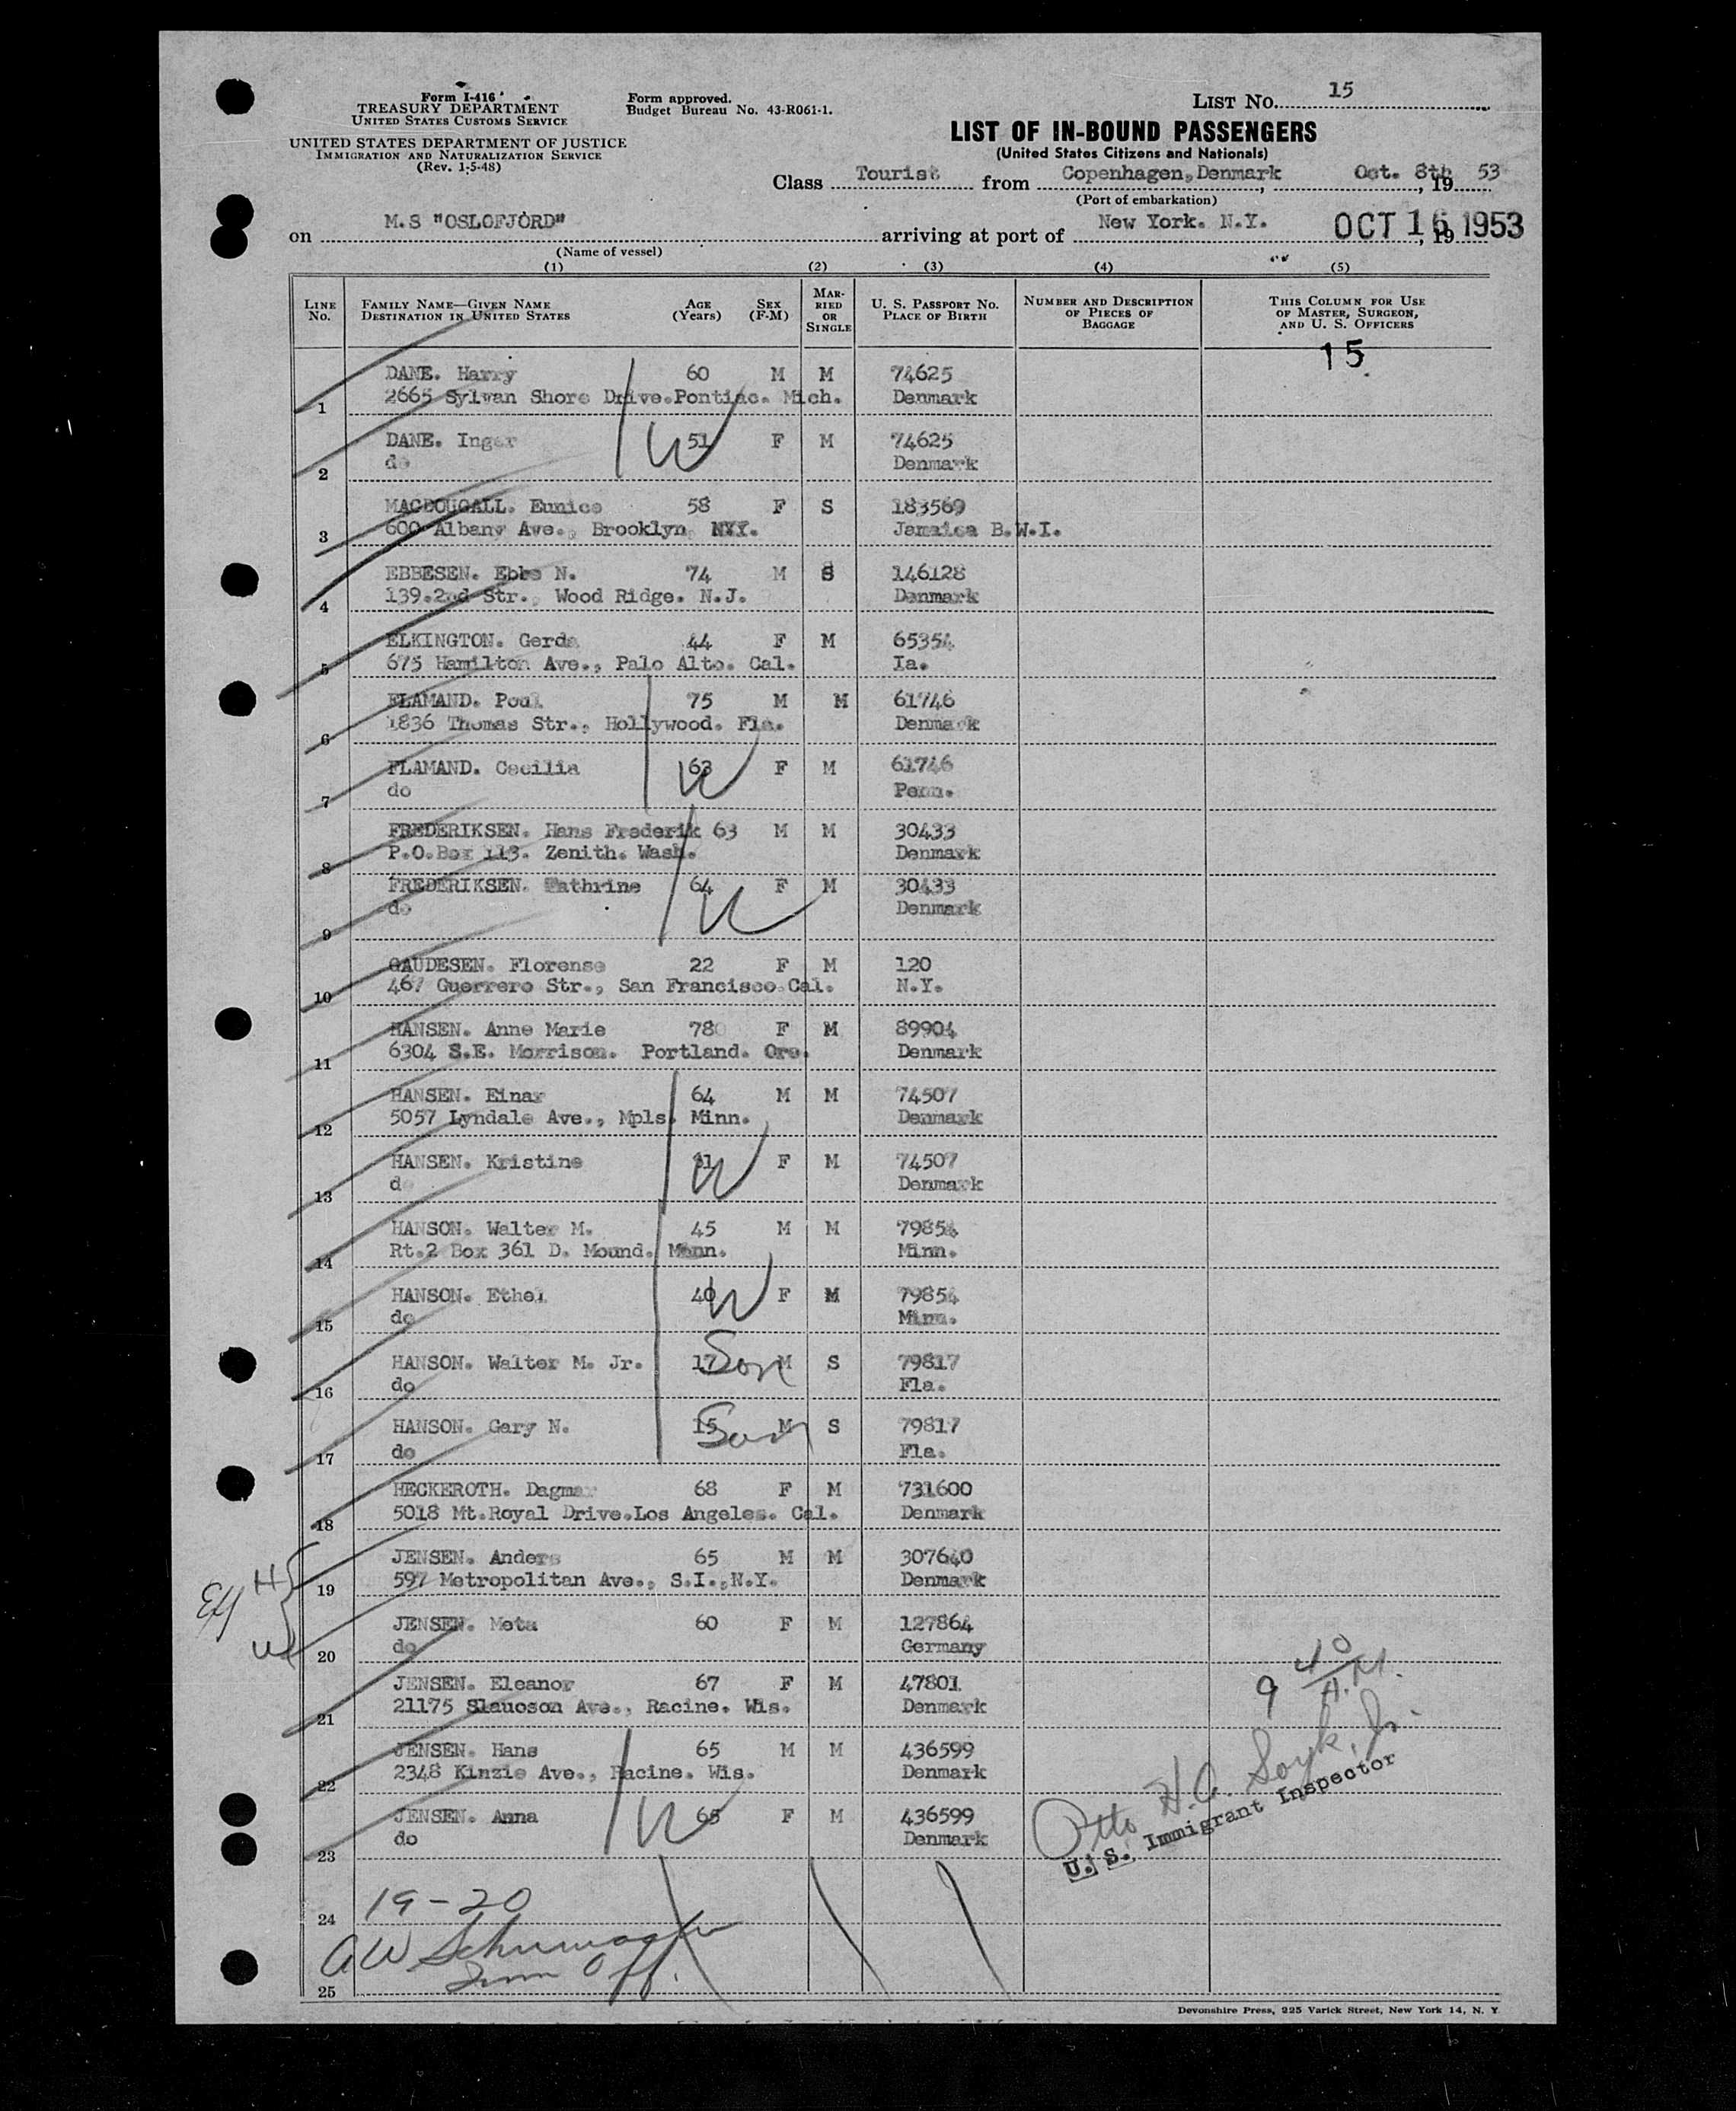 Form I-416
TREASURY DEPARTMENT
UNITED STATES CUSTOMS SERVICE
UNITED STATES DEPARTMENT OF JUSTICE
IMMIGRATION AND NATURALIZATION SERVICE
(Rev. 1-5-48)
Form approved.
Budget Bureau No. 43-R061-1.
LIST No. 15
LIST OF IN-BOUND PASSENGERS
(United States Citizens and Nationals)
Class Tourist from Copenhagen, Denmark, Oct. 8th, 19 53
(Port of embarkation)
on M.S "OSLOFJORD" arriving at port of New York. N.Y. OCT 16 1953, 19
(Name of vessel)
(1) (2) (3) (4) (5)
LINE No. FAMILY NAME—GIVEN NAME DESTINATION IN UNITED STATES AGE (Years) SEX (F-M) MARRIED OR SINGLE U. S. PASSPORT No. PLACE OF BIRTH NUMBER AND DESCRIPTION OF PIECES OF BAGGAGE THIS COLUMN FOR USE OF MASTER, SURGEON, AND U. S. OFFICERS
15
DANE. Harry 60 M M 74625
1 2665 Sylvan Shore Drive.Pontiac. Mich. Denmark
DANE. Inger 51 F M 74625
W
2 do Denmark
MACDOUGALL. Eunice 58 F S 183569
3 600 Albany Ave., Brooklyn, Jamaica B.W.I.
EBBESEN. Ebbe N. 74 M S 146128
4 139.2nd Str., Wood Ridge. N.J. Denmark
ELKINGTON. Gerda 44 F M 65354
5 675 Hamilton Ave., Palo Alto. Cal. Ia.
FLAMAND. Poul 75 M M 61746
6 1836 Thomas Str., Hollywood. Fla. Denmark
FLAMAND. Cecilia 63 F M 61746
W
7 do Penn.
FREDERIKSEN. Hans Frederik 63 M M 30433
8 P.O.Box 113. Zenith. Wash. Denmark
FREDERIKSEN. 64 F M 30433
W
9 do Denmark
GAUDESEN. Florense 22 F M 120
10 467 Guerrero Str., San Francisco.Cal. N.Y.
HANSEN. Anne Marie 78 F M 89904
11 6304 S.E. Morrison. Portland. Ore. Denmark
HANSEN. Einar 64 M M 74507
12 5057 Lyndale Ave., Mpls. Minn. Denmark
HANSEN. Kristine F M 74507
W
13 do Denmark
HANSON. Walter M. 45 M M 79854
14 Rt.2 Box 361 D. Mound. Minn. Minn.
HANSON. Ethel 40 F M 79854
W
15 do Minn.
HANSON. Walter M. Jr. 17 M S 79817
Son
16 do Fla.
HANSON. Gary N. 15 M S 79817
Son
17 do Fla.
HECKEROTH. Dagmar 68 F M 731600
18 5018 Mt.Royal Drive.Los Angeles. Cal. Denmark
JENSEN. Anders 65 M M 307640
H
19 597 Metropolitan Ave., S.I.,N.Y. Denmark
JENSEN. Meta 60 F M 127864
W
20 do Germany
JENSEN. Eleanor 67 F M 47801
9 40 A.M.
21 21175 Slauoson Ave., Racine. Wis. Denmark
JENSEN. Hans 65 M M 436599
22 2348 Kinzie Ave., Racine. Wis. Denmark
JENSEN. Anna 65 F M 436599
W
23 do Denmark
Otto H.A. Soyk, Jr.
U. S. Immigrant Inspector
19-20
24
AW Schumacher
Imm Off.
25
Devonshire Press, 225 Varick Street, New York 14, N. Y